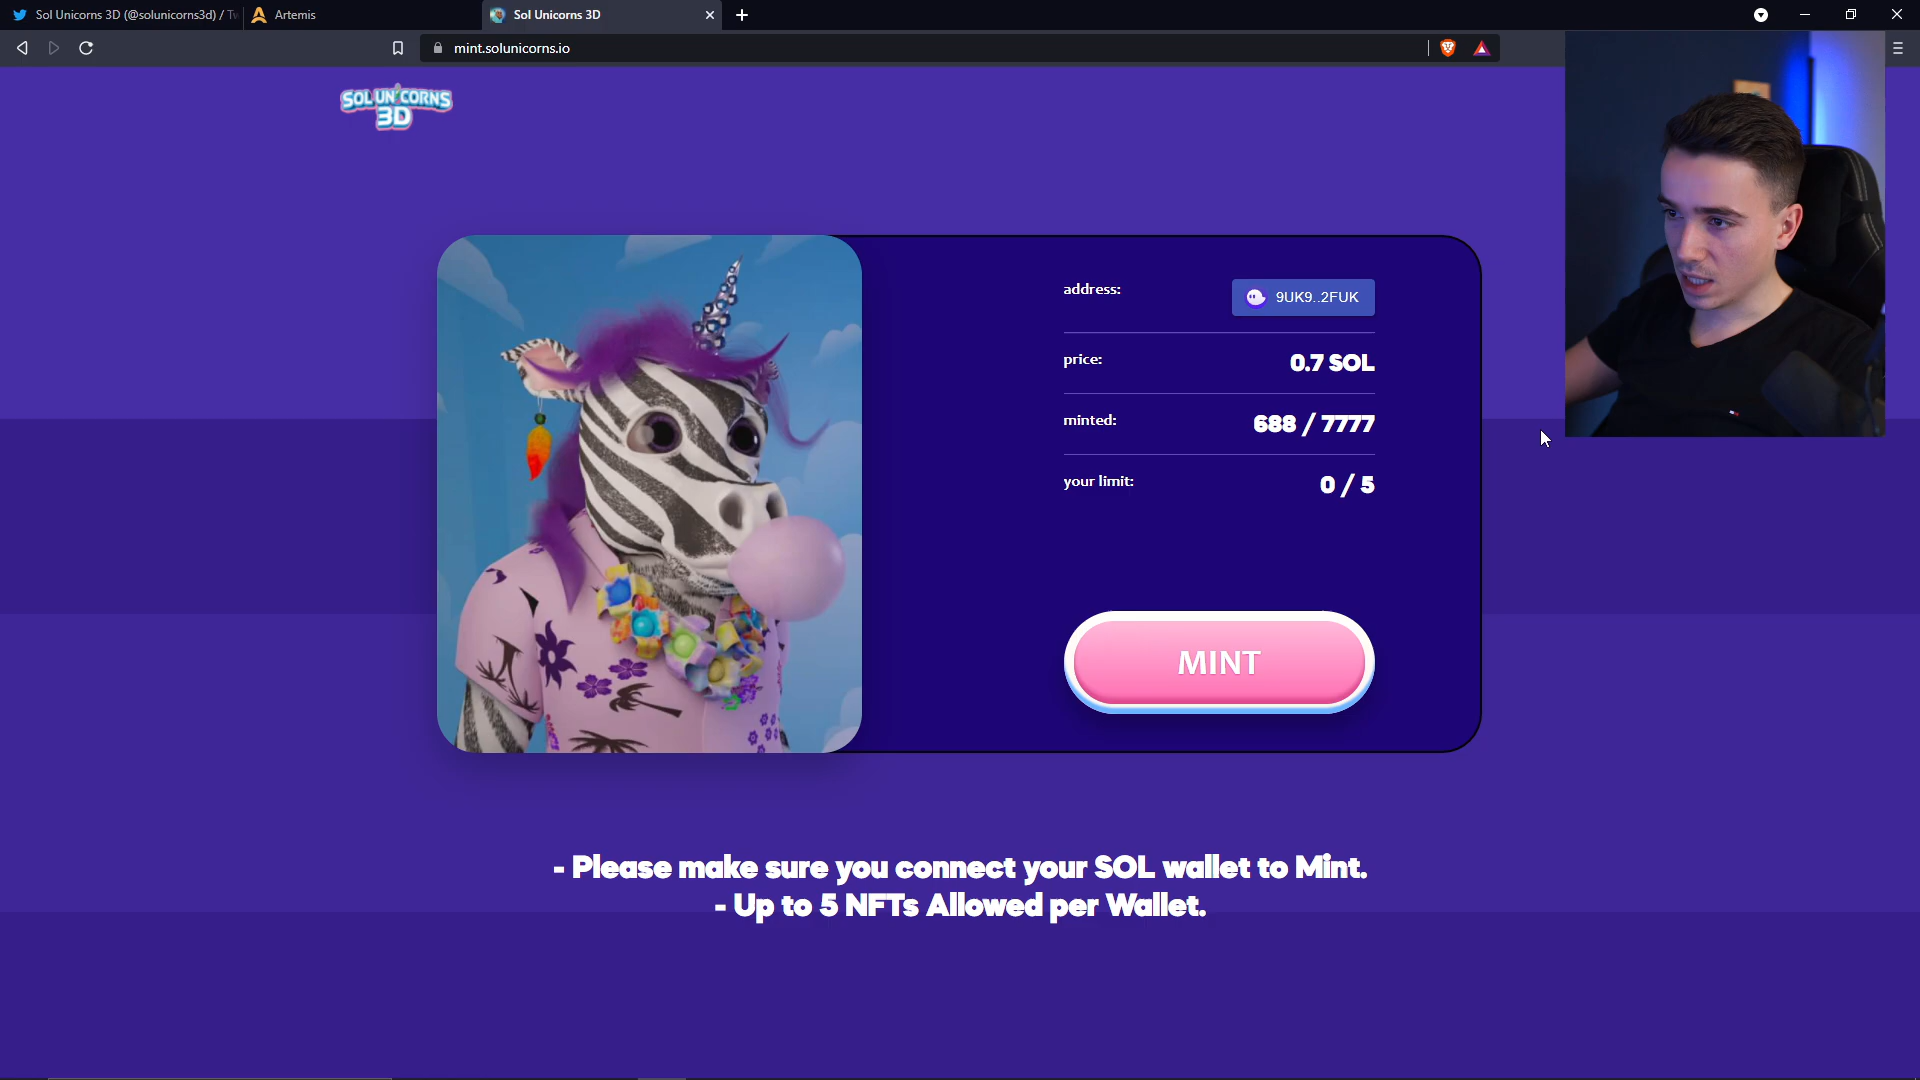 Sol Unicorns 3D (@solunicorns3d) / Tw
Artemis
Sol Unicorns 3D
mint.solunicorns.io
SOL UNICORNS
3D
address:
9UK9..2FUK
price:
0.7 SOL
minted:
688 / 7777
your limit:
0 / 5
MINT
- Please make sure you connect your SOL wallet to Mint.
- Up to 5 NFTs Allowed per Wallet.